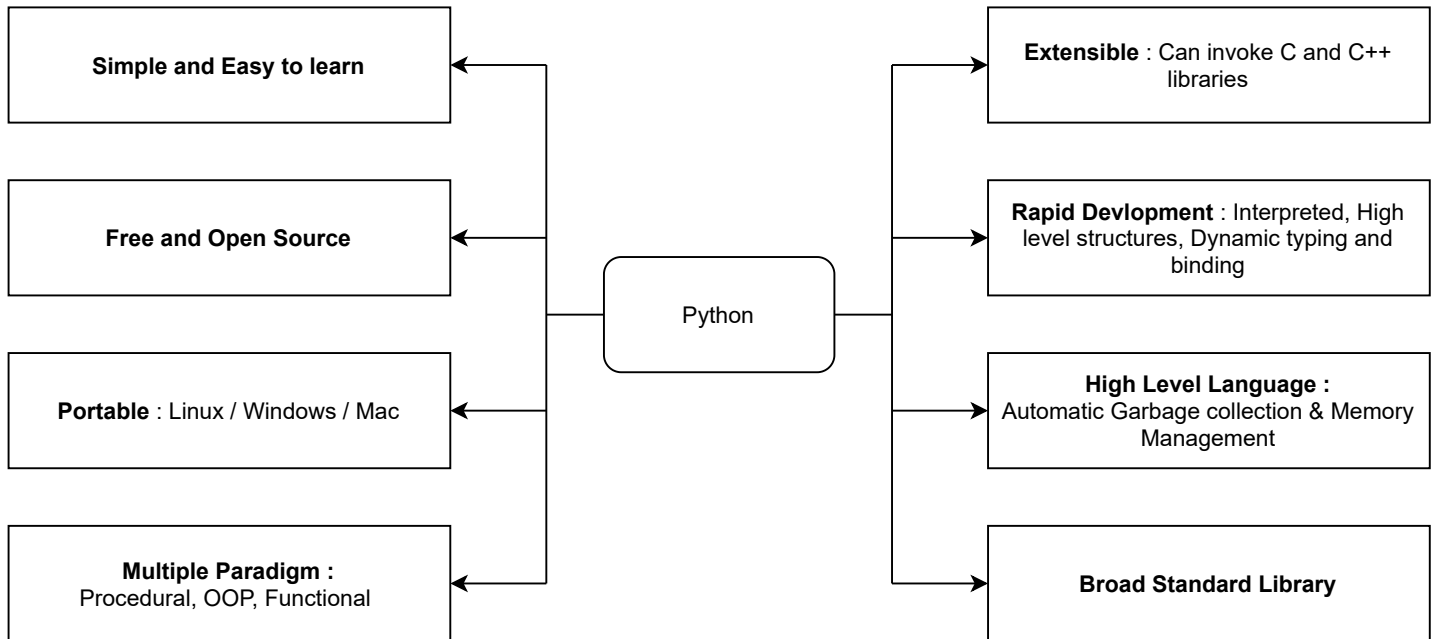 Simple and Easy to learn
Free and Open Source
Portable : Linux / Windows / Mac
Multiple Paradigm :
Procedural, OOP, Functional
Python
Extensible : Can invoke C and C++
libraries
Rapid Devlopment : Interpreted, High
level structures, Dynamic typing and
binding
High Level Language :
Automatic Garbage collection & Memory
Management
Broad Standard Library